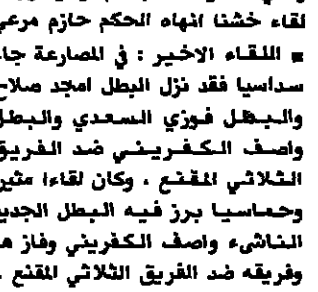 لقاء خشنا انهاه الحكم حازم مرعي
■ اللقاء الاخير : في المصارعة جاء
سداسيا فقد نزل البطل امجد صلاح
والبطل فوزي السعدي والبطل
واصف الكفريني ضد الفريق
الثلاثي المقنع . وكان لقاءا مثيرا
وحماسيا برز فيه البطل الجديد
الناشىء واصف الكفريني وفاز هو
وفريقه ضد الفريق الثلاثي المقنع .